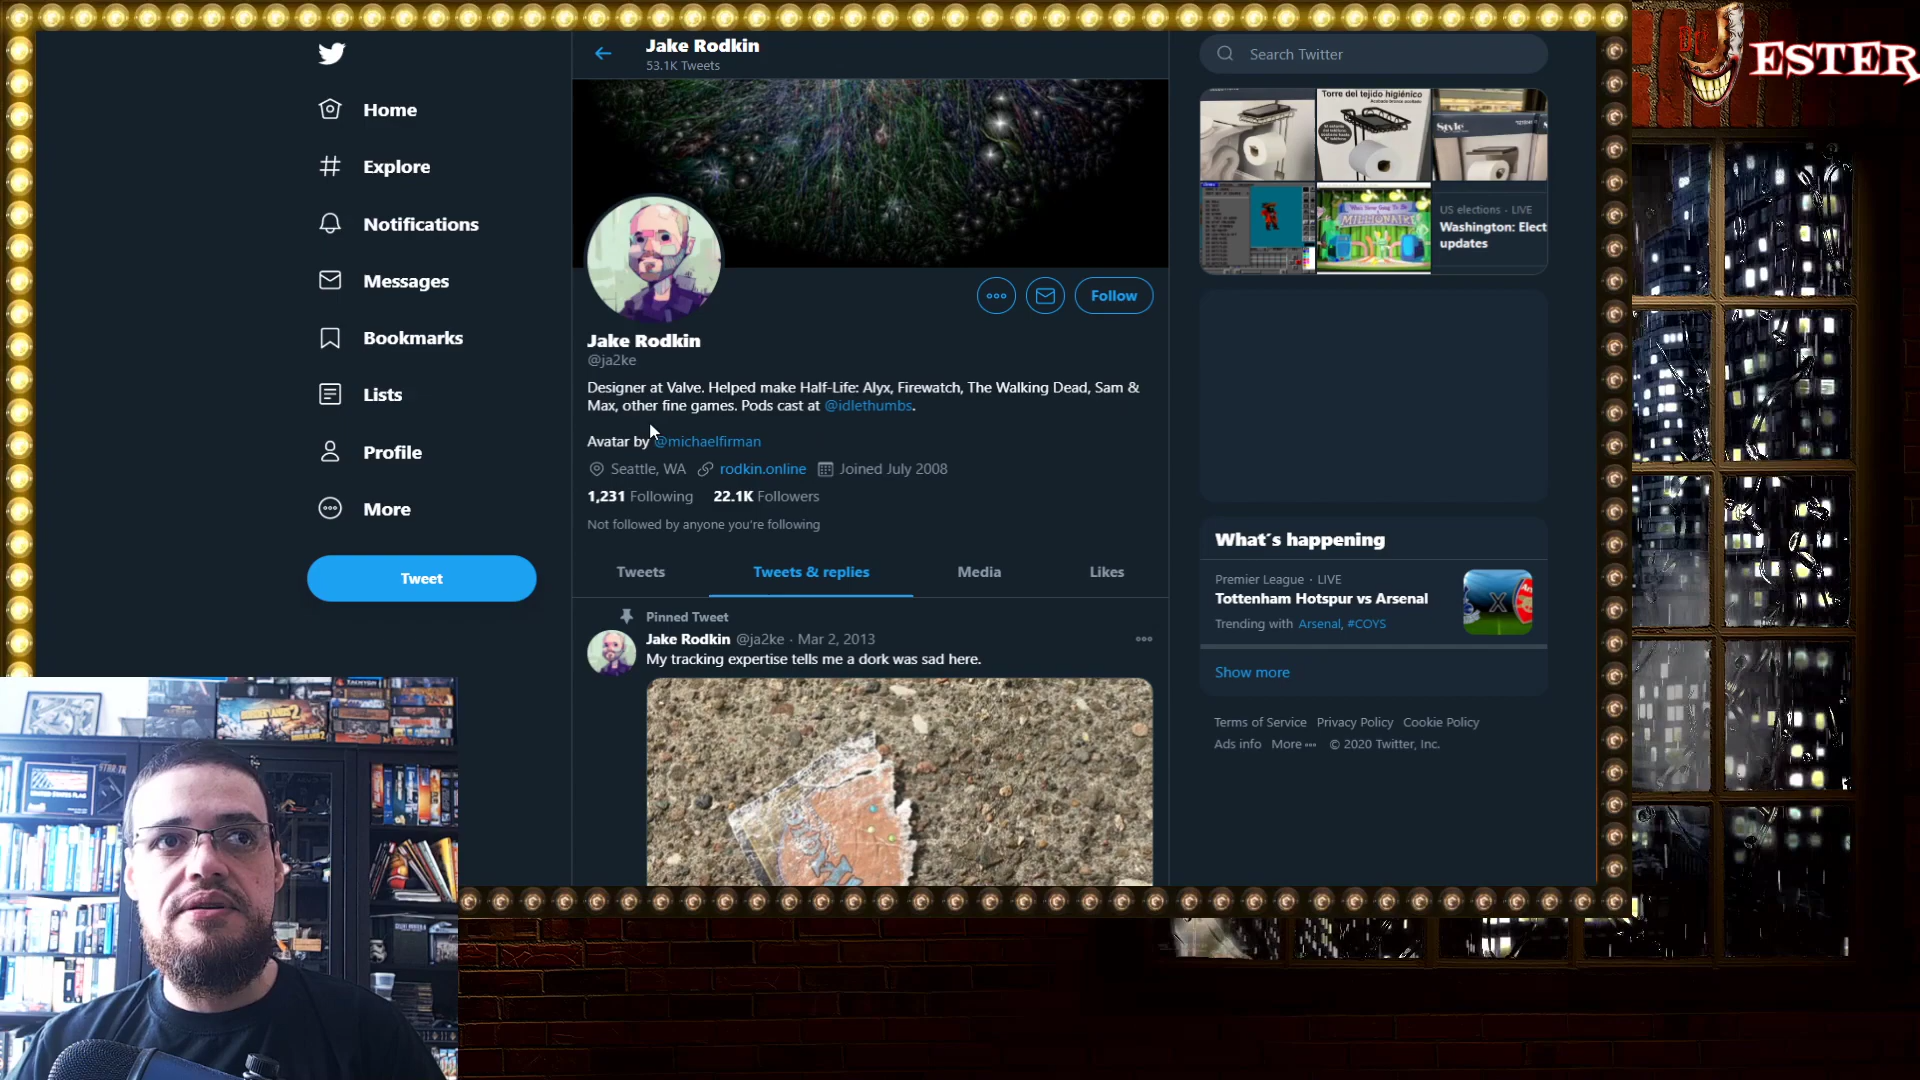 Home
Explore
Notifications
Messages
Bookmarks
Lists
Profile
More
Tweet
Jake Rodkin
53.1K Tweets
Follow
Jake Rodkin
@ja2ke
Designer at Valve. Helped make Half-Life: Alyx, Firewatch, The Walking Dead, Sam &
Max, other fine games. Pods cast at @idlethumbs.
Avatar by @michaelfirman
Seattle, WA rodkin.online Joined July 2008
1,231 Following 22.1K Followers
Not followed by anyone you're following
Tweets Tweets & replies Media Likes
Pinned Tweet
Jake Rodkin @ja2ke · Mar 2, 2013
My tracking expertise tells me a dork was sad here.
Search Twitter
Torre del tejido higiénico
Style
MILLIONAIRE
US elections · LIVE
Washington: Elect
updates
What's happening
Premier League · LIVE
Tottenham Hotspur vs Arsenal
Trending with Arsenal, #COYS
Show more
Terms of Service Privacy Policy Cookie Policy
Ads info More ••• © 2020 Twitter, Inc.
ESTER
BORDERLANDS 2